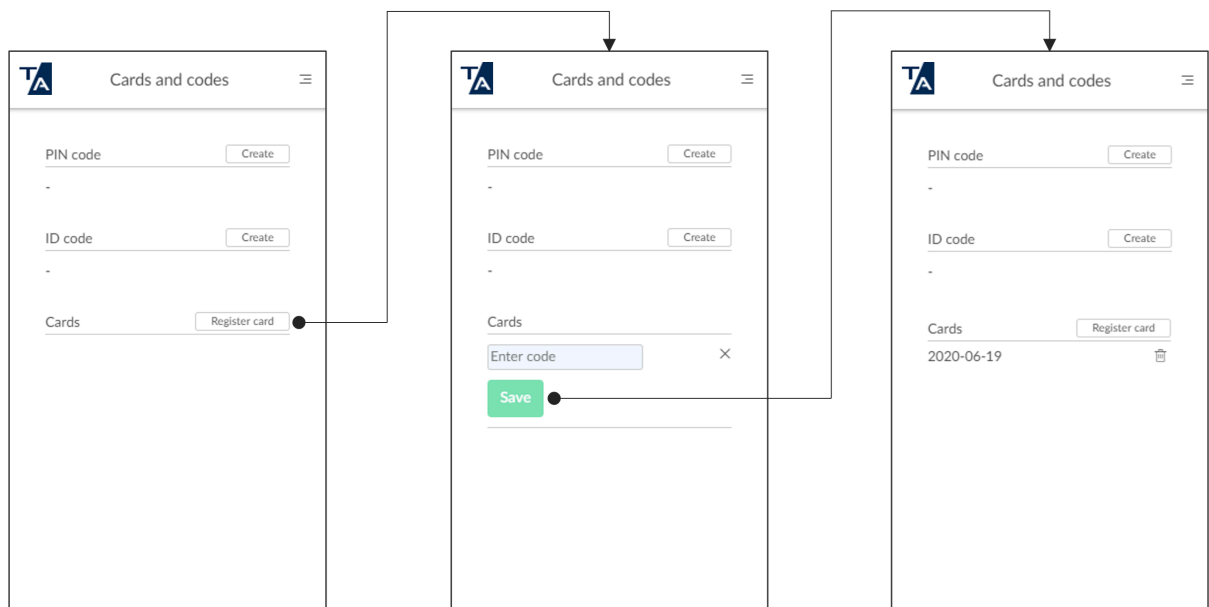 TA
Cards and codes
PIN code
Create
-
ID code
Create
-
Cards
Register card
TA
Cards and codes
PIN code
Create
-
ID code
Create
-
Cards
Enter code
Save
TA
Cards and codes
PIN code
Create
-
ID code
Create
-
Cards
Register card
2020-06-19